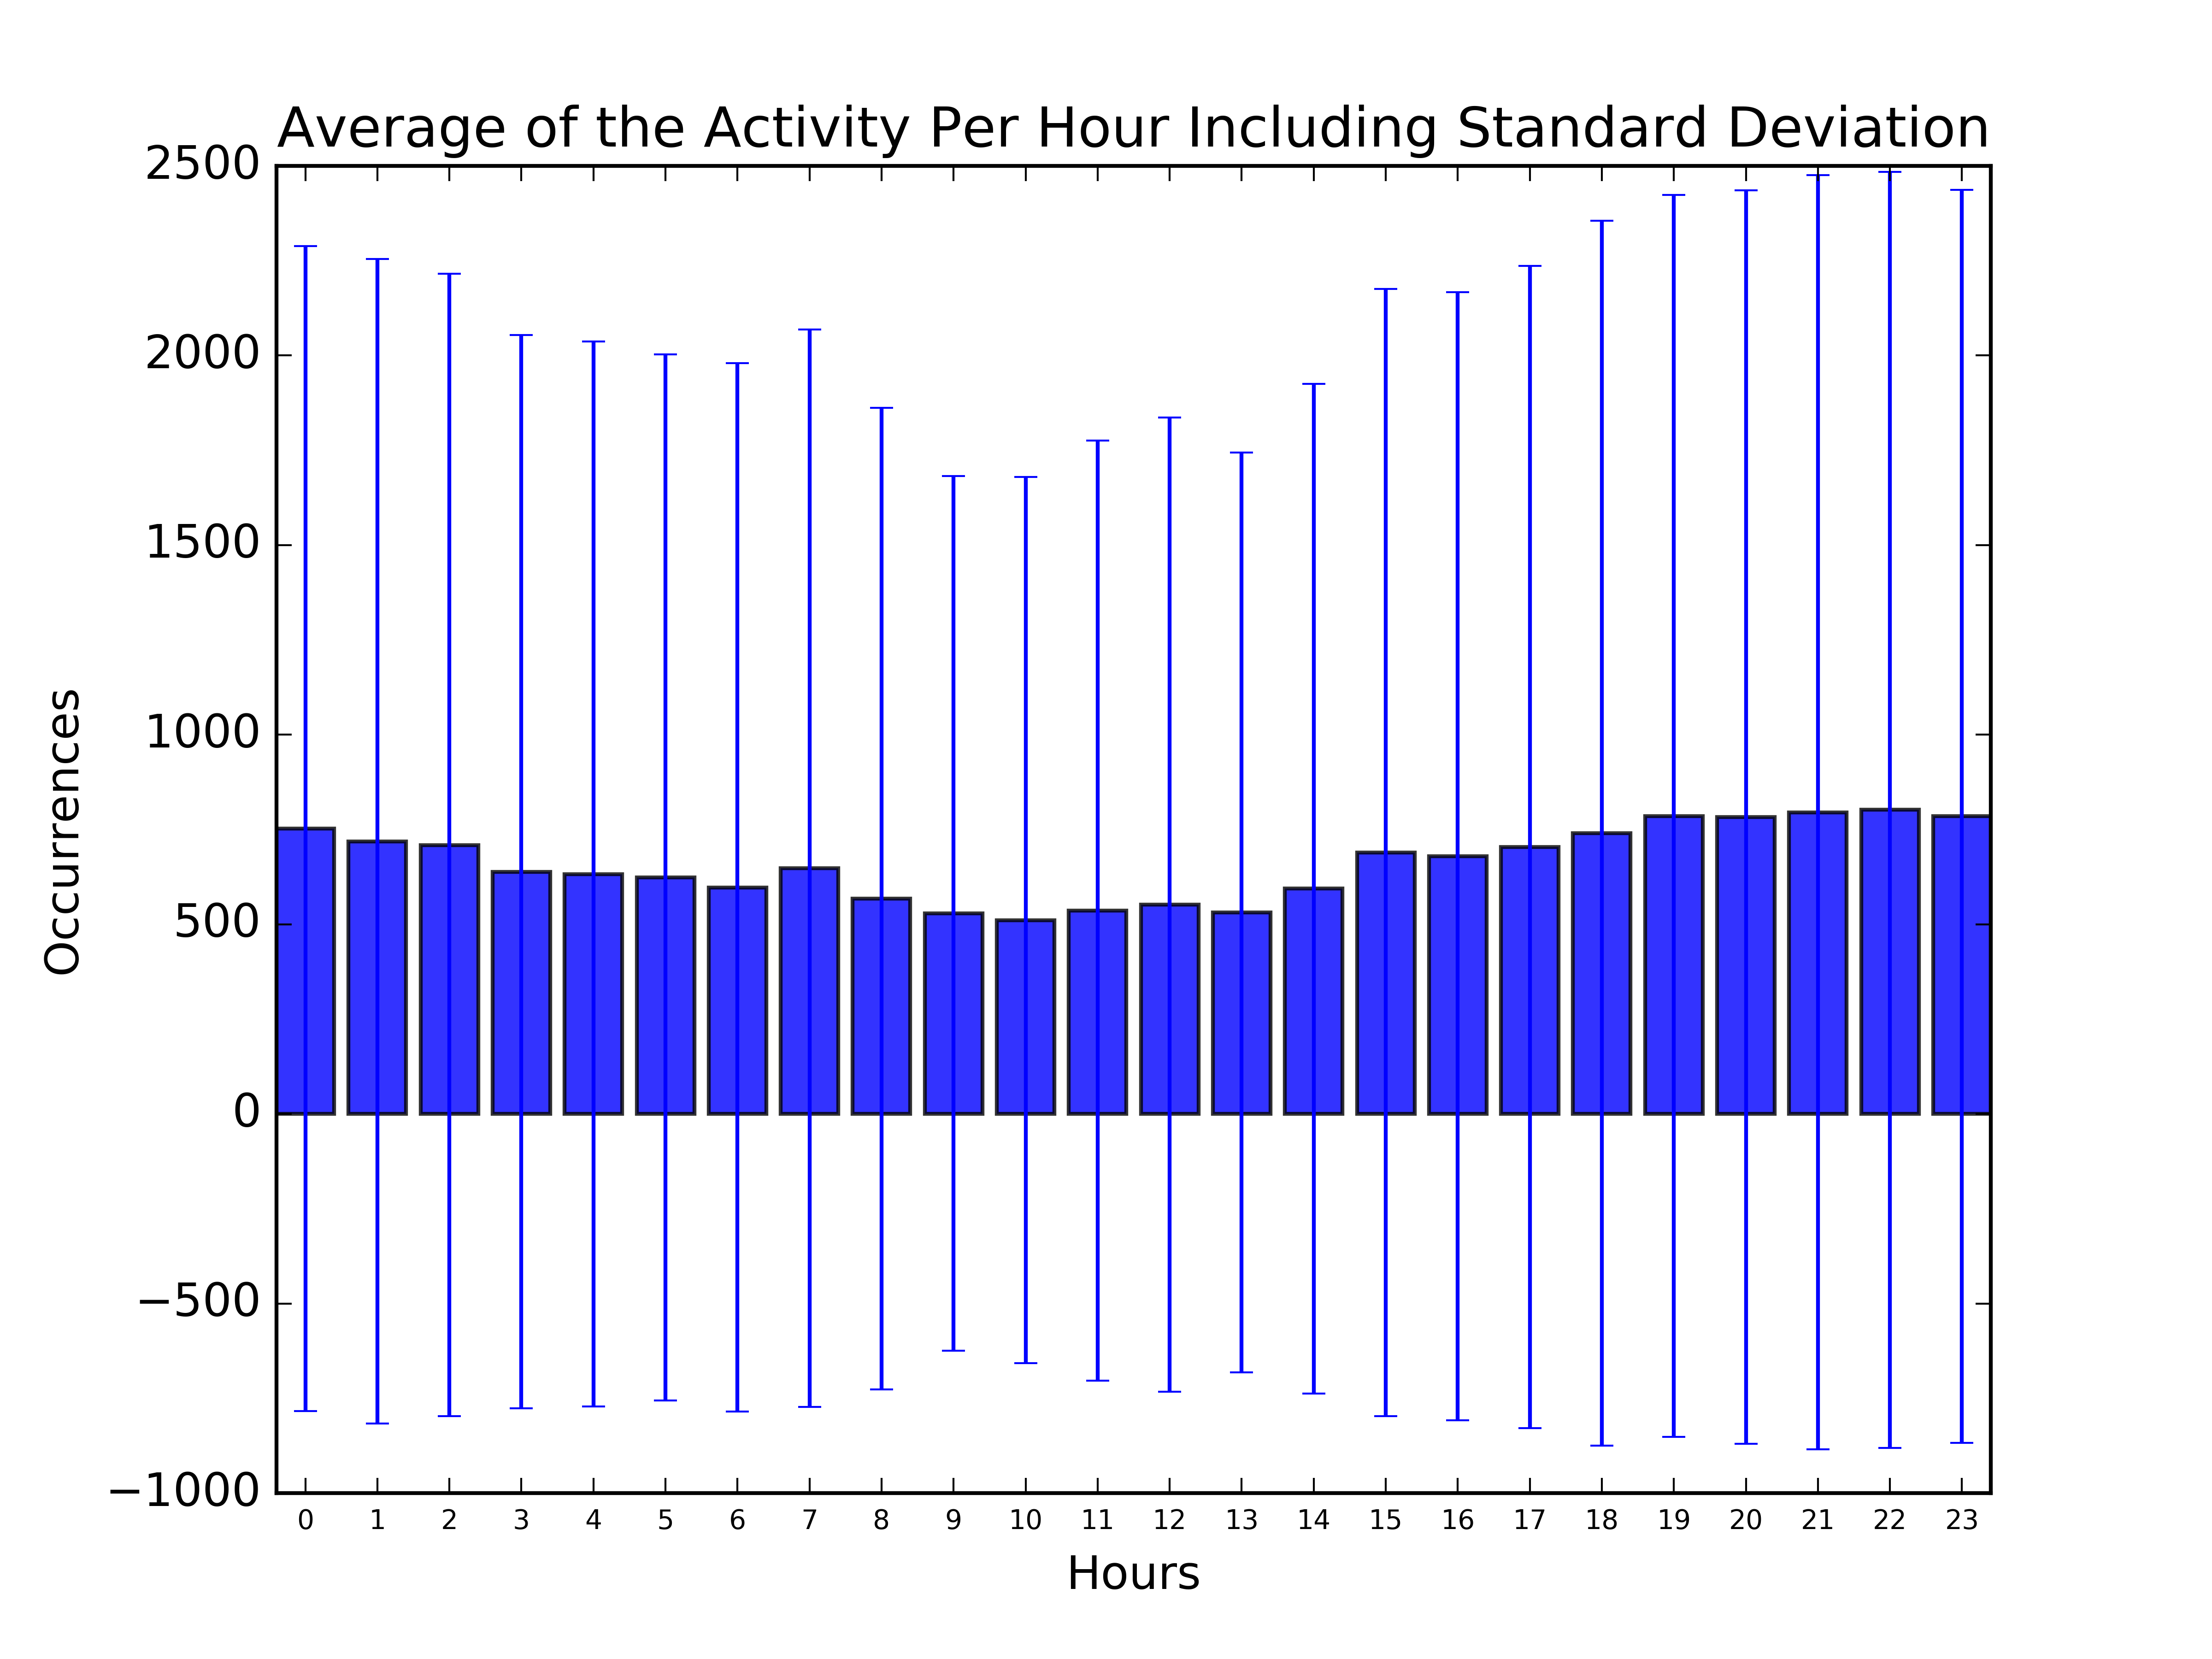 Average of the Activity Per Hour Including Standard Deviation
2500
2000
1500
1000
500
0
−500
−1000
Occurrences
0 1 2 3 4 5 6 7 8 9 10 11 12 13 14 15 16 17 18 19 20 21 22 23
Hours